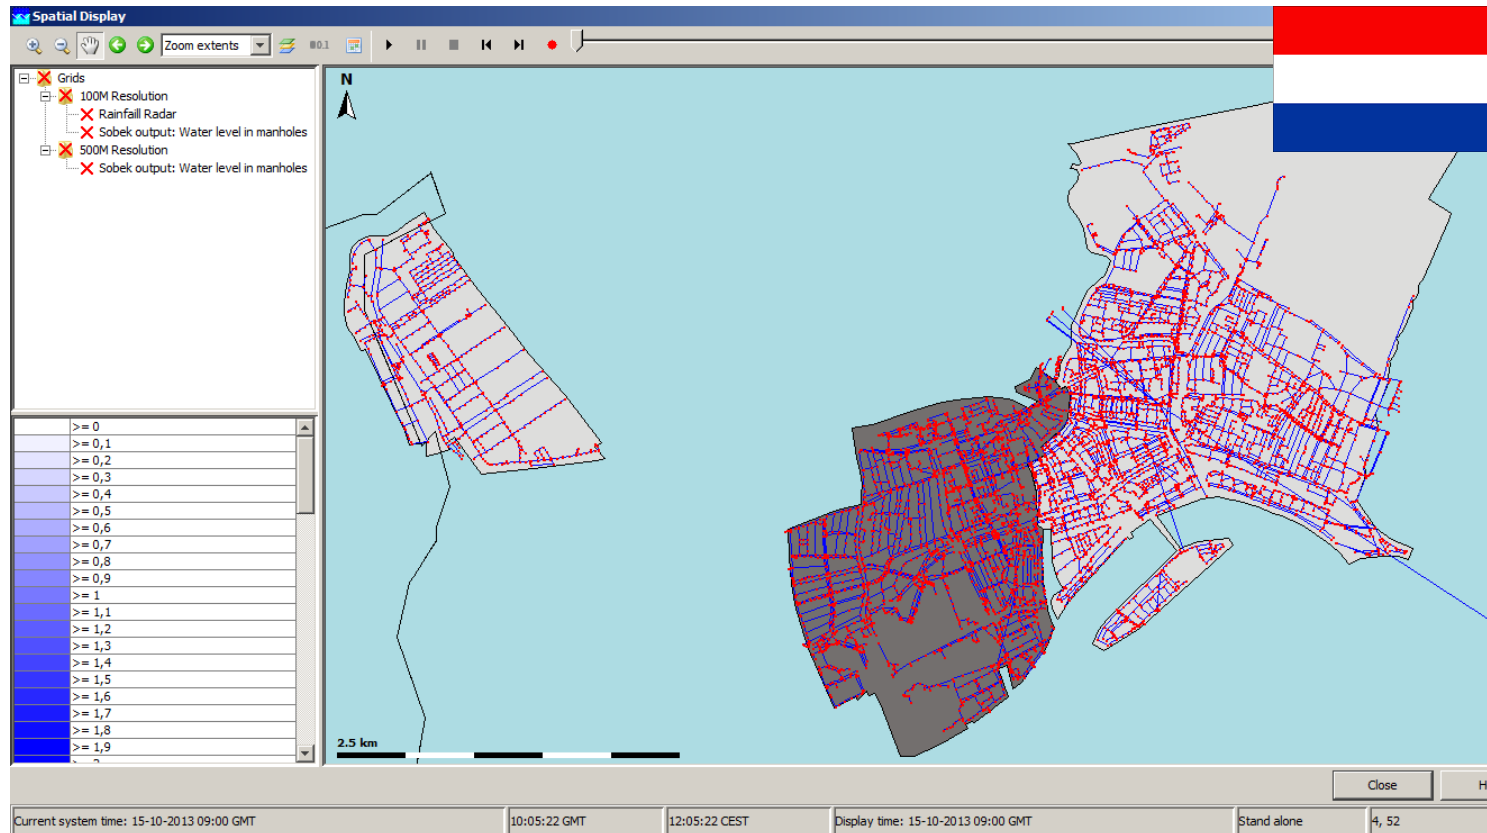 Spatial Display
Zoom extents
0.1
Grids
100M Resolution
Rainfaill Radar
Sobek output: Water level in manholes
500M Resolution
Sobek output: Water level in manholes
>= 0
>= 0,1
>= 0,2
>= 0,3
>= 0,4
>= 0,5
>= 0,6
>= 0,7
>= 0,8
>= 0,9
>= 1
>= 1,1
>= 1,2
>= 1,3
>= 1,4
>= 1,5
>= 1,6
>= 1,7
>= 1,8
>= 1,9
N
2.5 km
Close
H
Current system time: 15-10-2013 09:00 GMT
10:05:22 GMT
12:05:22 CEST
Display time: 15-10-2013 09:00 GMT
Stand alone
4, 52